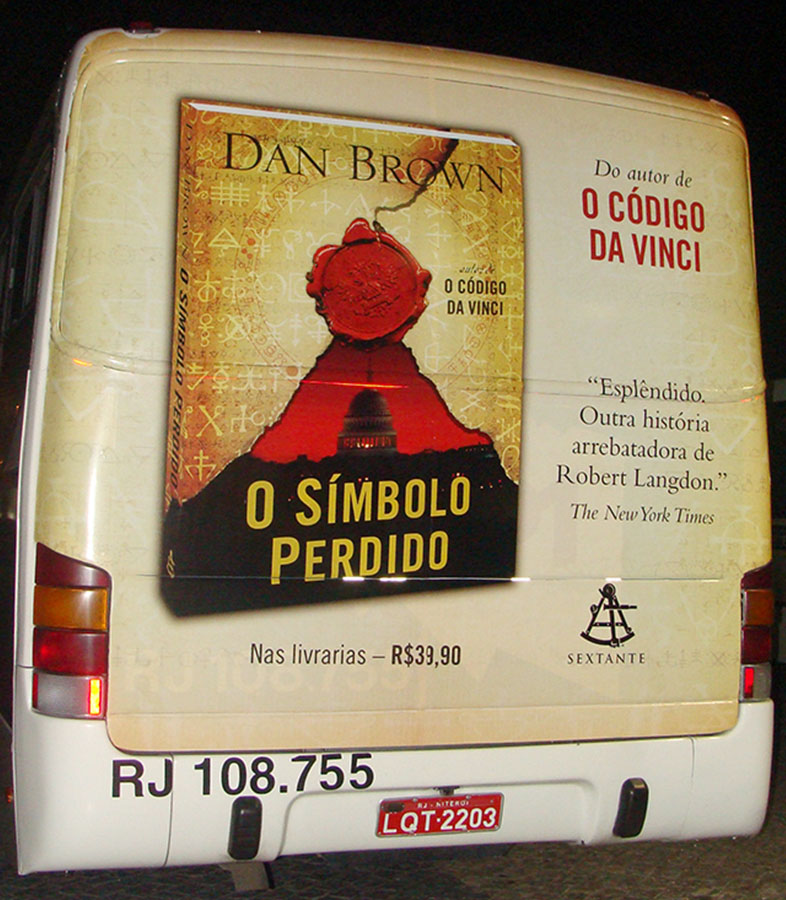 DAN BROWN
autor de
O CÓDIGO
DA VINCI
O SÍMBOLO
PERDIDO
DAN BROWN O SÍMBOLO PERDIDO
Do autor de
O CÓDIGO
DA VINCI
“Esplêndido.
Outra história
arrebatadora de
Robert Langdon.”
The New York Times
SEXTANTE
Nas livrarias – R$39,90
RJ 108.755
RJ - NITERÓI
LQT·2203